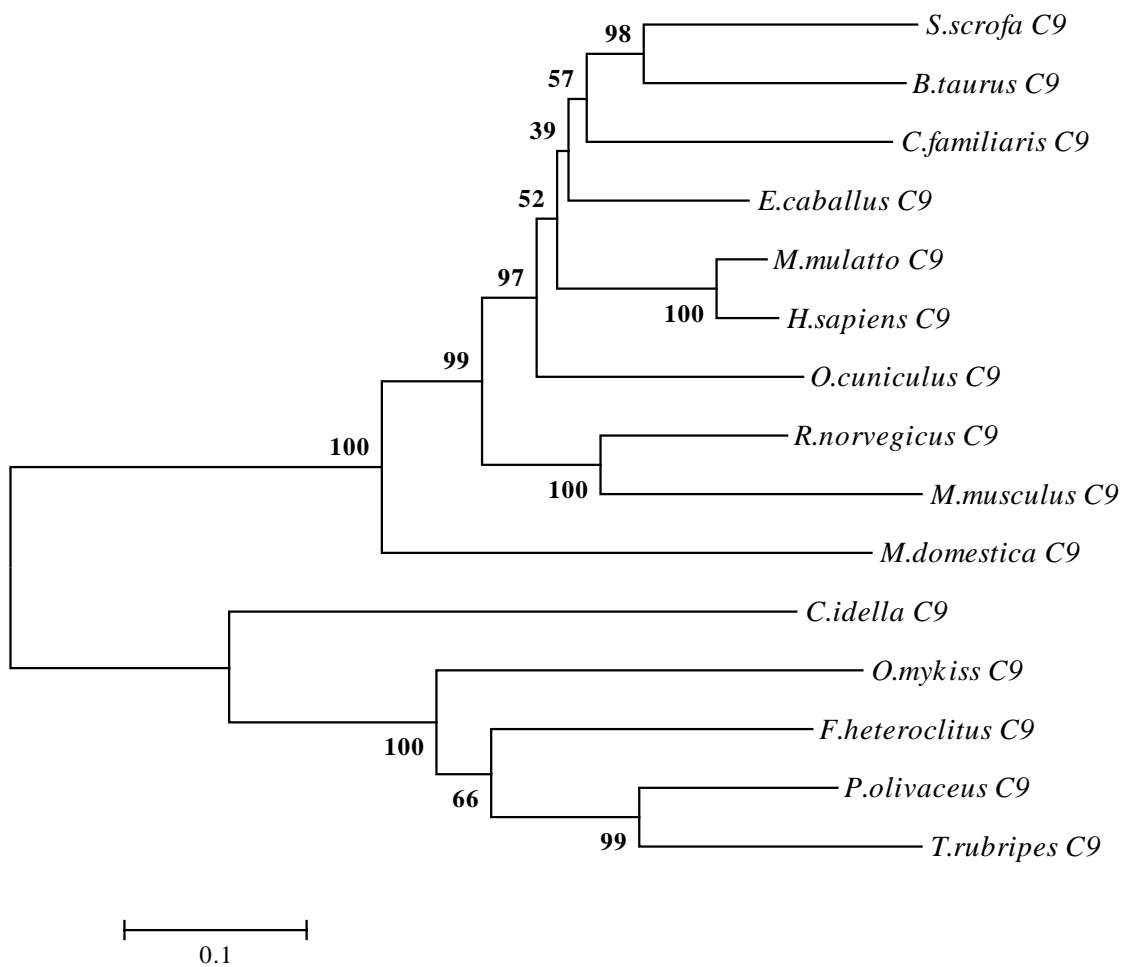 S.scrofa C9
98
B.taurus C9
57
C.familiaris C9
39
E.caballus C9
52
M.mulatto C9
97
H.sapiens C9
100
O.cuniculus C9
99
R.norvegicus C9
100
M.musculus C9
100
M.domestica C9
C.idella C9
O.mykiss C9
F.heteroclitus C9
100
P.olivaceus C9
66
T.rubripes C9
99
0.1